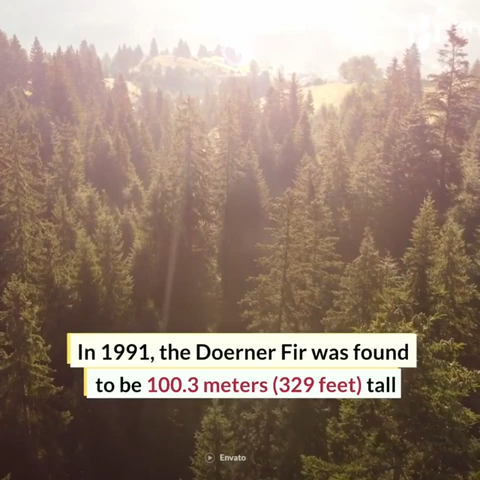 In 1991, the Doerner Fir was found
to be 100.3 meters (329 feet) tall
Envato